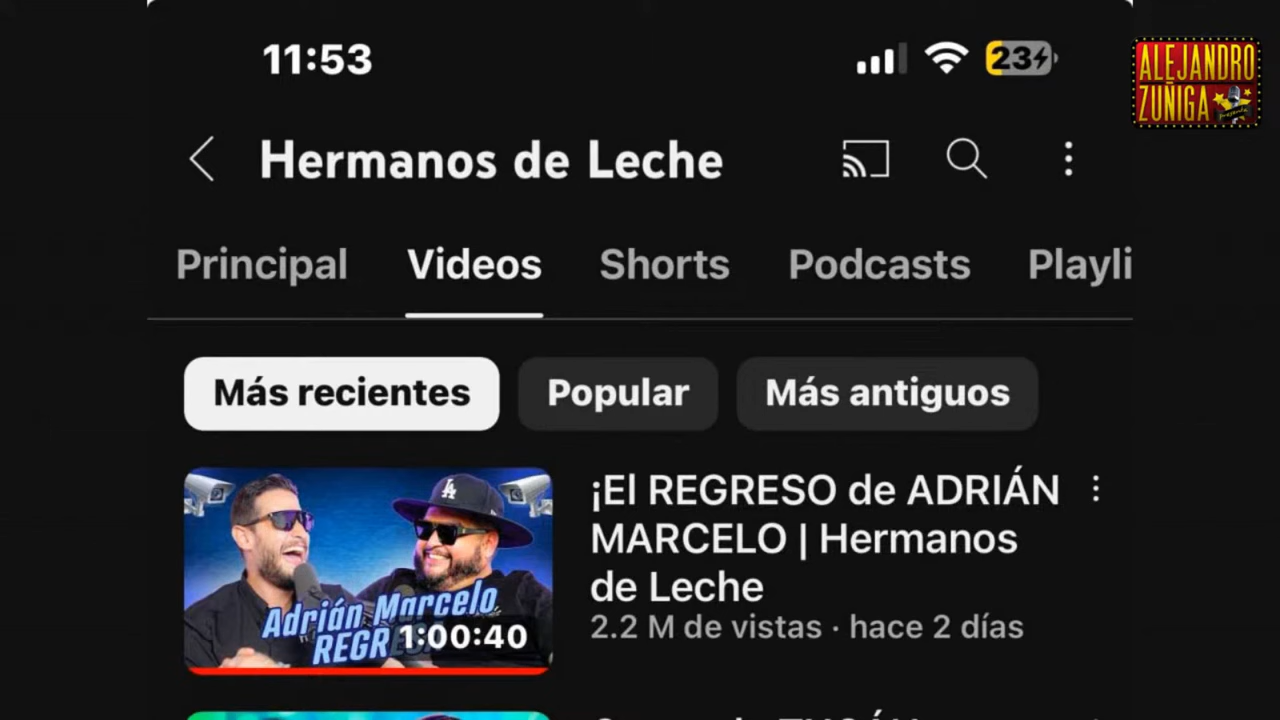 11:53
23
ALEJANDRO
ZUÑIGA
Hermanos de Leche
Principal
Videos
Shorts
Podcasts
Playli
Más recientes
Popular
Más antiguos
LA
Adrián Marcelo
REGR
1:00:40
¡El REGRESO de ADRIÁN
MARCELO | Hermanos
de Leche
2.2 M de vistas · hace 2 días